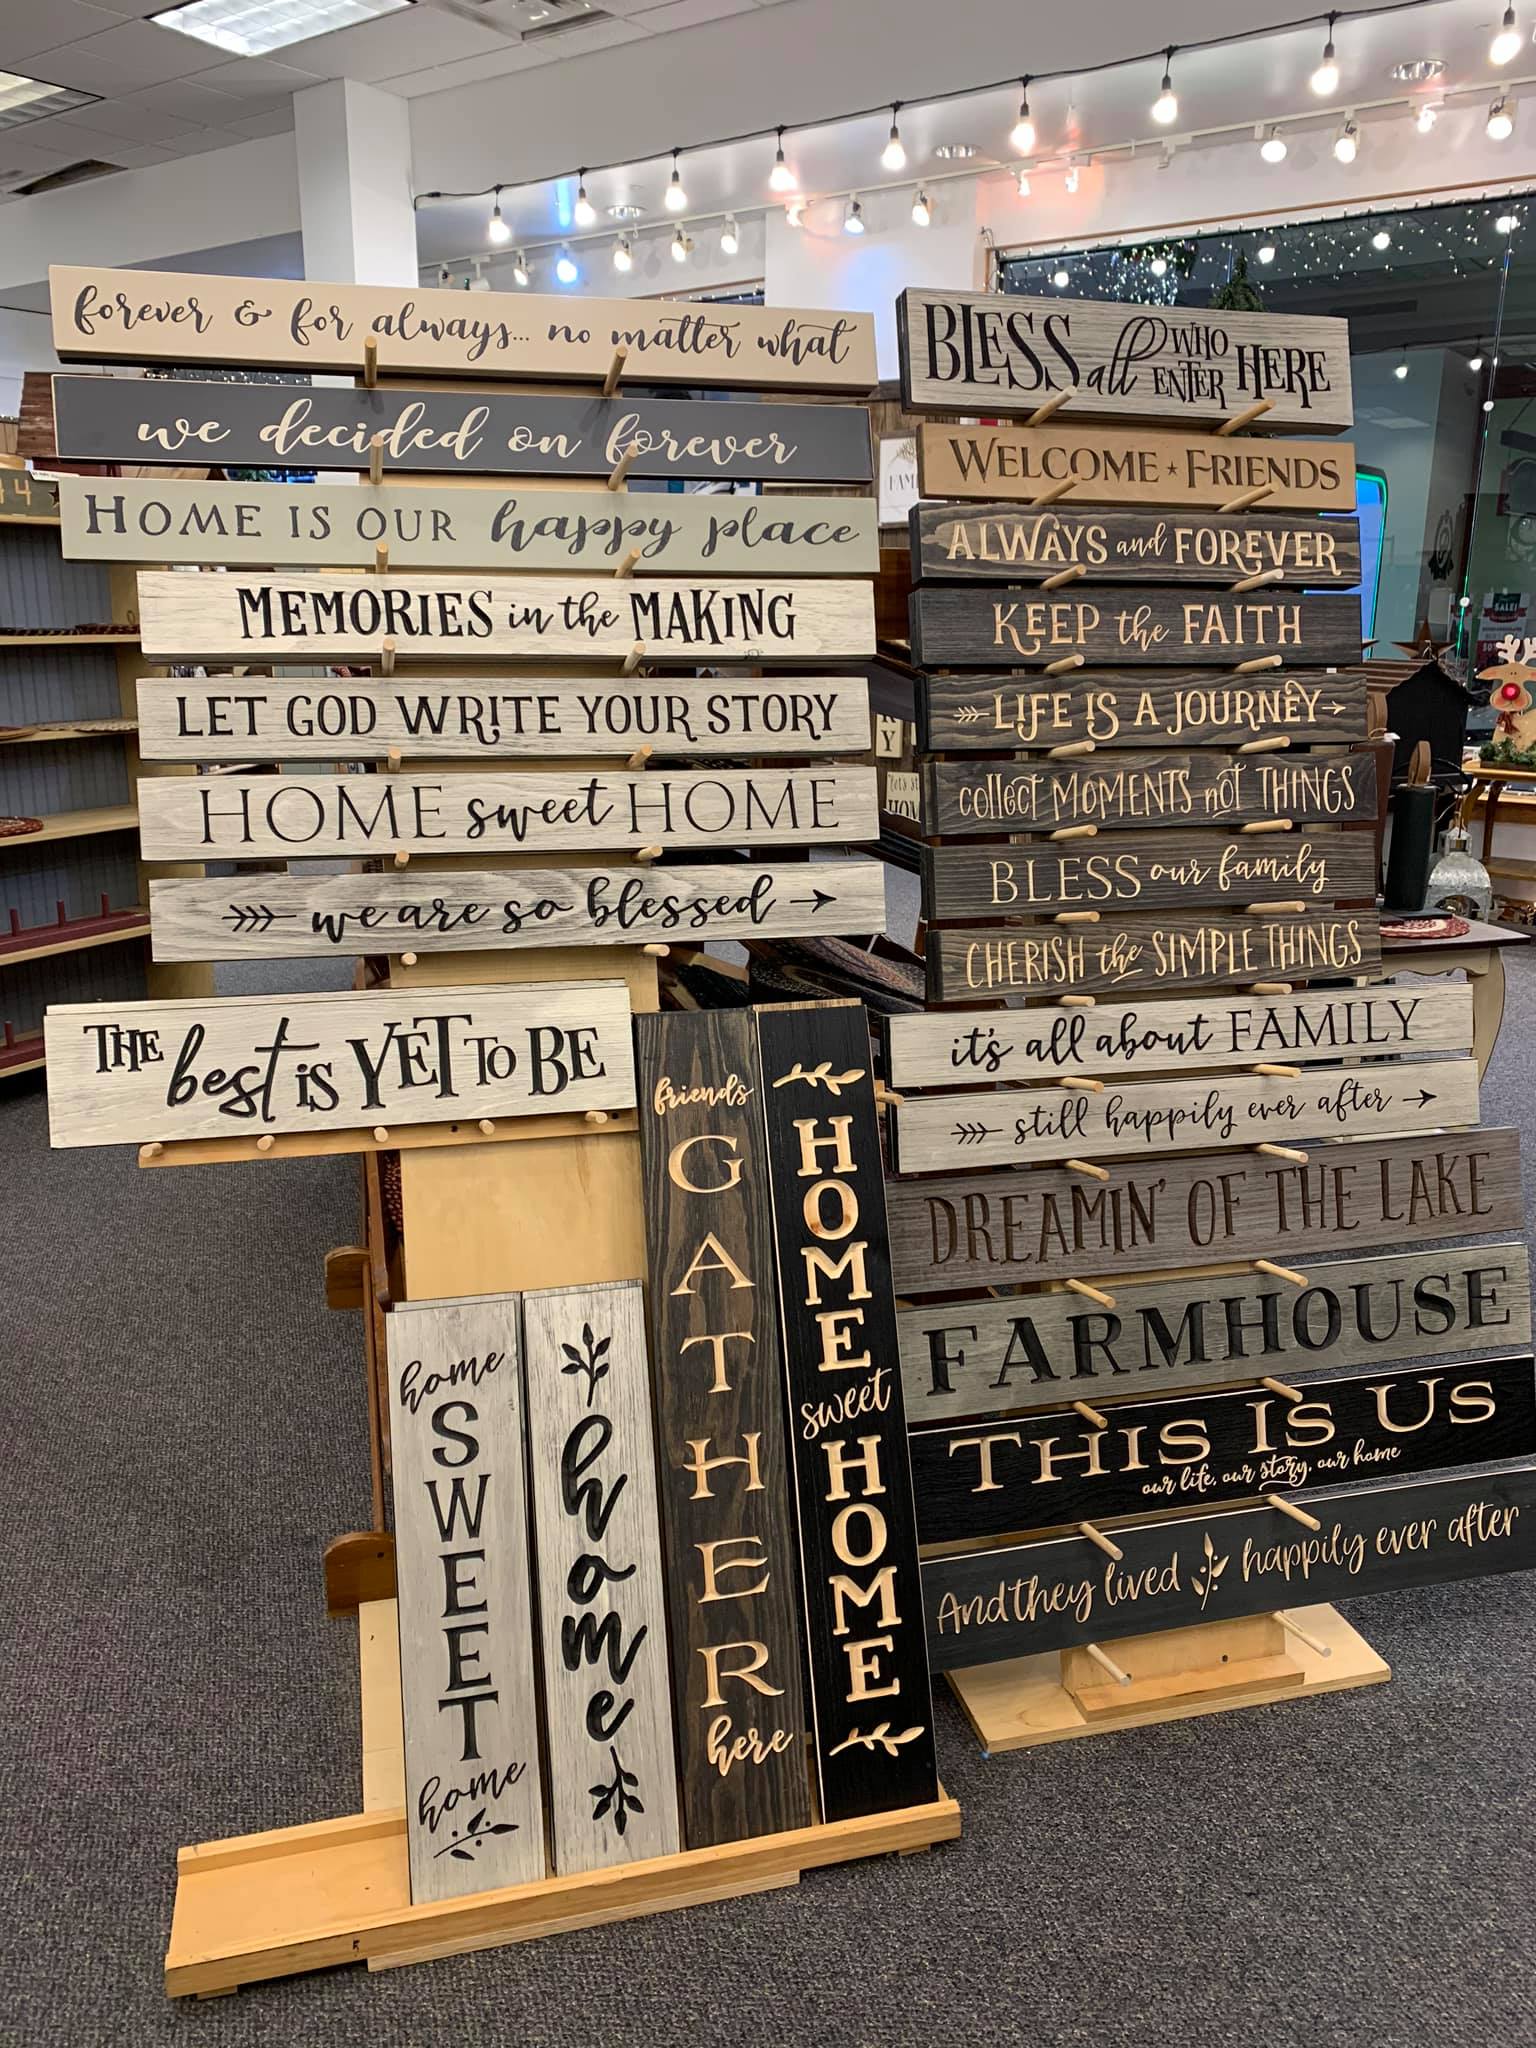 forever & for always... no matter what
we decided on forever
HOME IS OUR happy place
MEMORIES in the MAKING
LET GOD WRITE YOUR STORY
HOME sweet HOME
we are so blessed
THE best IS YET TO BE
home
SWEET
home
home
friends
GATHER
here
HOME
sweet
HOME
BLESS all WHO ENTER HERE
WELCOME ★ FRIENDS
ALWAYS and FOREVER
KEEP the FAITH
LIFE IS A JOURNEY
collect MOMENTS not THINGS
BLESS our family
CHERISH the SIMPLE THINGS
it's all about FAMILY
still happily ever after
DREAMIN' OF THE LAKE
FARMHOUSE
THIS IS US
our life, our story, our home
And they lived happily ever after
SALE!